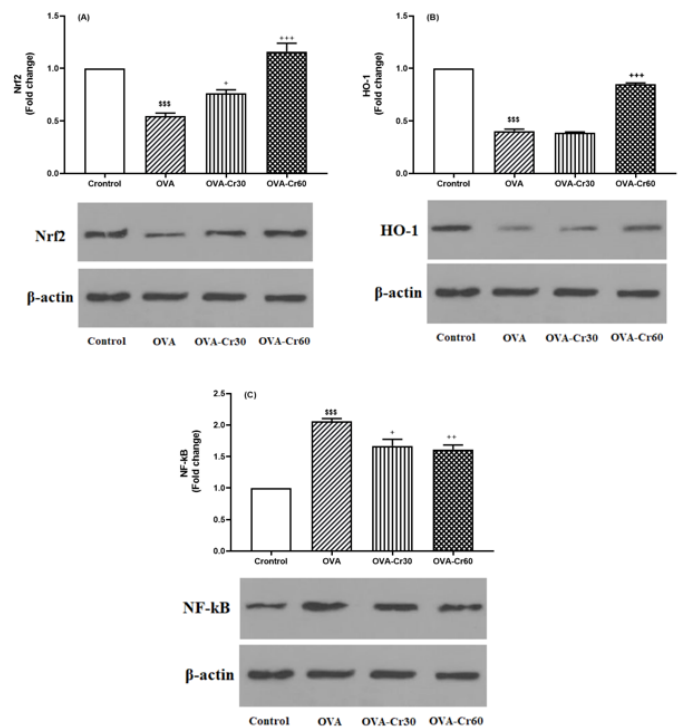 (A)
Nrf2
(Fold change)
1.5
1.0
0.5
0.0
$$$
+
+++
Crontrol OVA OVA-Cr30 OVA-Cr60
Nrf2
β-actin
Control OVA OVA-Cr30 OVA-Cr60
(B)
HO-1
(Fold change)
1.5
1.0
0.5
0.0
$$$
+++
Crontrol OVA OVA-Cr30 OVA-Cr60
HO-1
β-actin
Control OVA OVA-Cr30 OVA-Cr60
(C)
NF-kB
(Fold change)
2.5
2.0
1.5
1.0
0.5
0.0
$$$
+
++
Crontrol OVA OVA-Cr30 OVA-Cr60
NF-kB
β-actin
Control OVA OVA-Cr30 OVA-Cr60